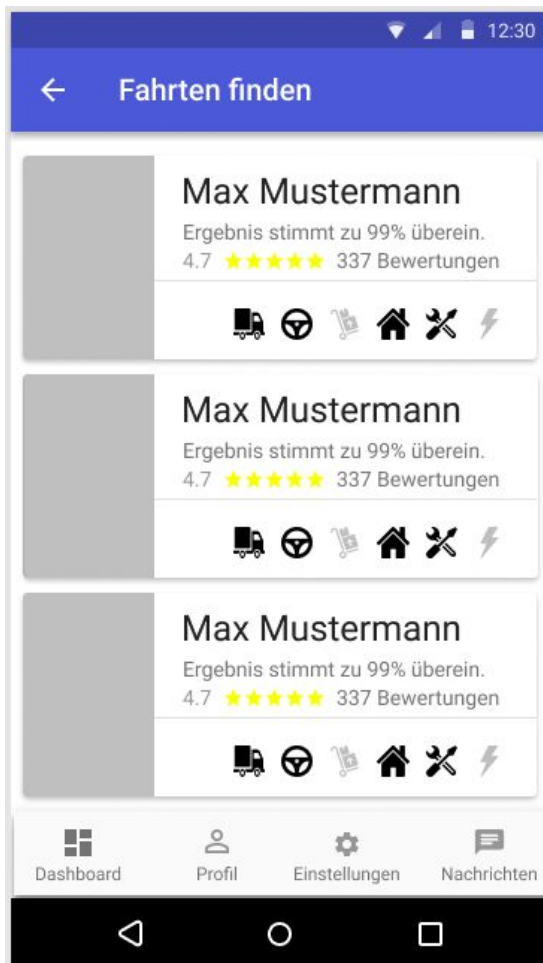 12:30
Fahrten finden
Max Mustermann
Ergebnis stimmt zu 99% überein.
4.7 337 Bewertungen
Max Mustermann
Ergebnis stimmt zu 99% überein.
4.7 337 Bewertungen
Max Mustermann
Ergebnis stimmt zu 99% überein.
4.7 337 Bewertungen
Dashboard Profil Einstellungen Nachrichten